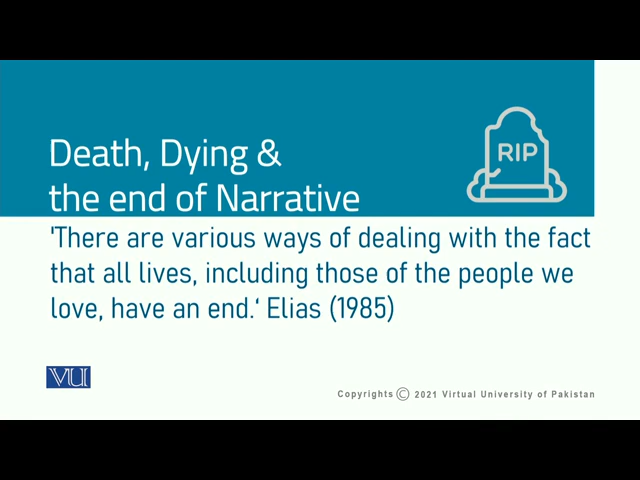 RIP
Death, Dying &
the end of Narrative
'There are various ways of dealing with the fact
that all lives, including those of the people we
love, have an end.‘ Elias (1985)
VU
Copyrights © 2021 Virtual University of Pakistan